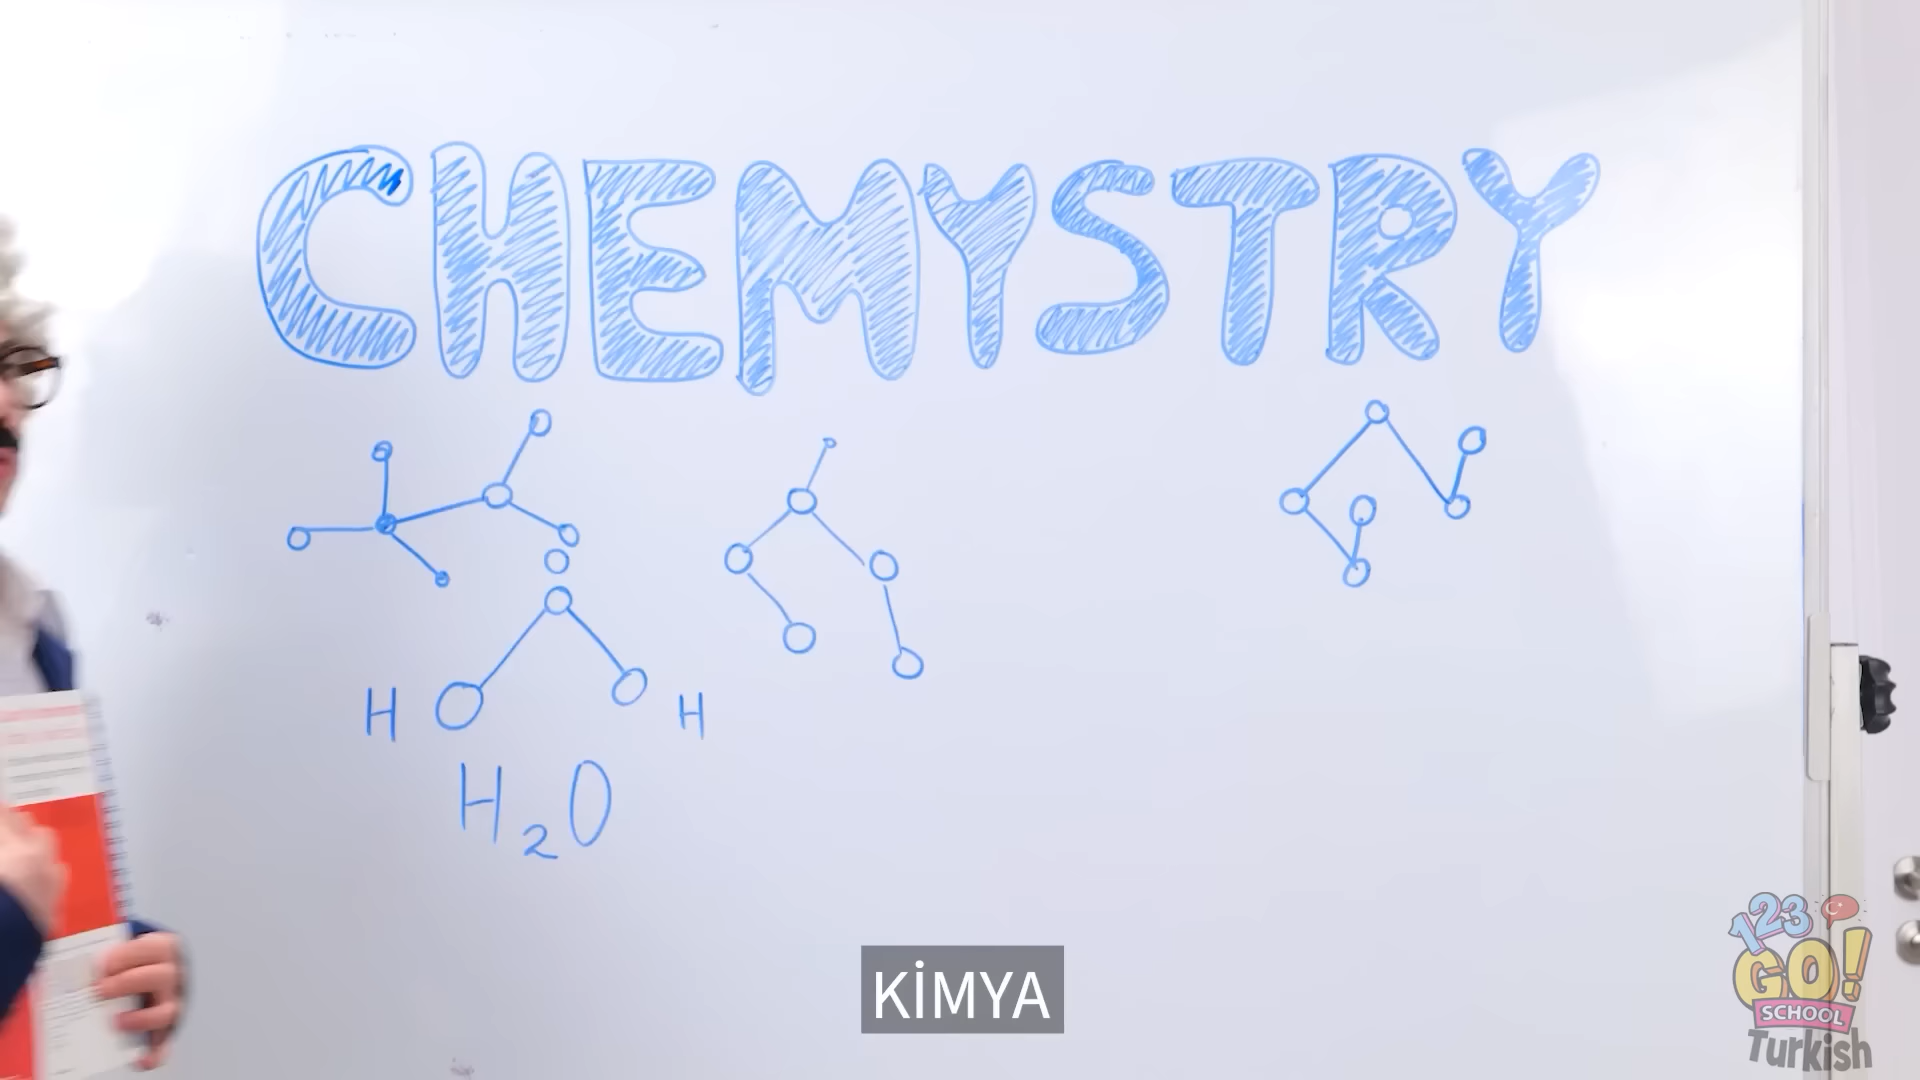 CHEMYSTRY
H H
H₂O
KİMYA
123
GO!
SCHOOL
Turkish